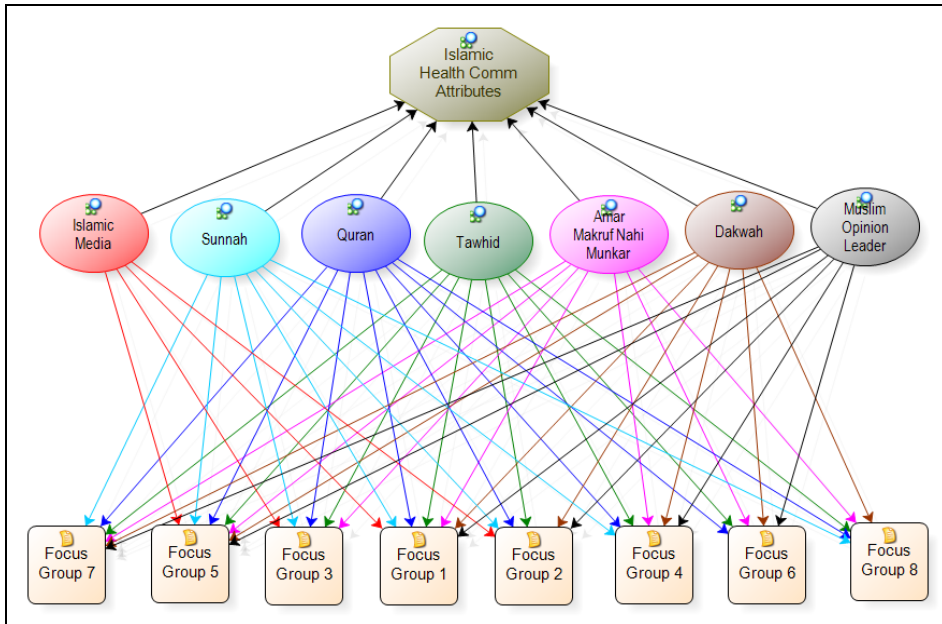 Islamic
Health Comm
Attributes
Islamic
Media
Sunnah
Quran
Tawhid
Amar
Makruf Nahi
Munkar
Dakwah
Muslim
Opinion
Leader
Focus
Group 7
Focus
Group 5
Focus
Group 3
Focus
Group 1
Focus
Group 2
Focus
Group 4
Focus
Group 6
Focus
Group 8